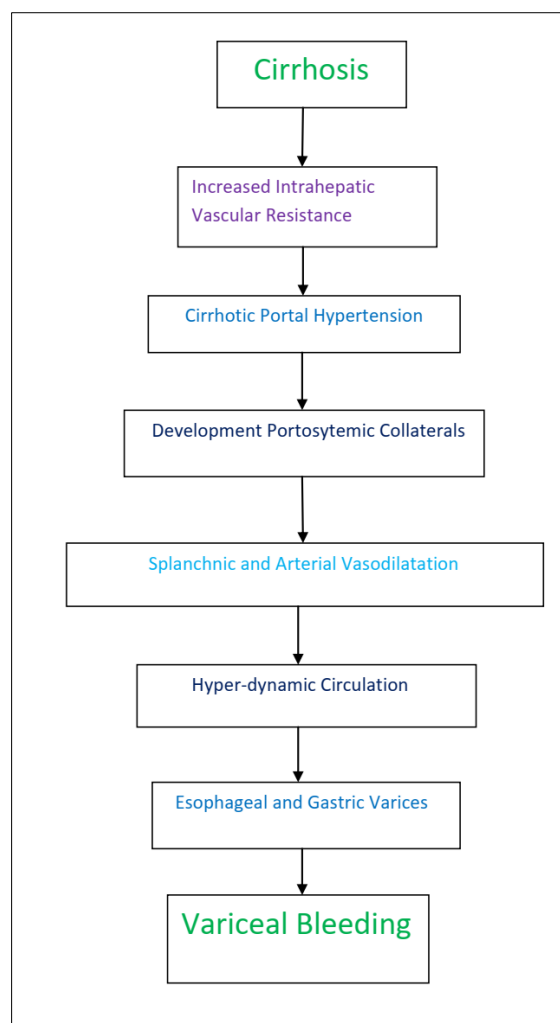 Cirrhosis
Increased Intrahepatic
Vascular Resistance
Cirrhotic Portal Hypertension
Development Portosytemic Collaterals
Splanchnic and Arterial Vasodilatation
Hyper-dynamic Circulation
Esophageal and Gastric Varices
Variceal Bleeding